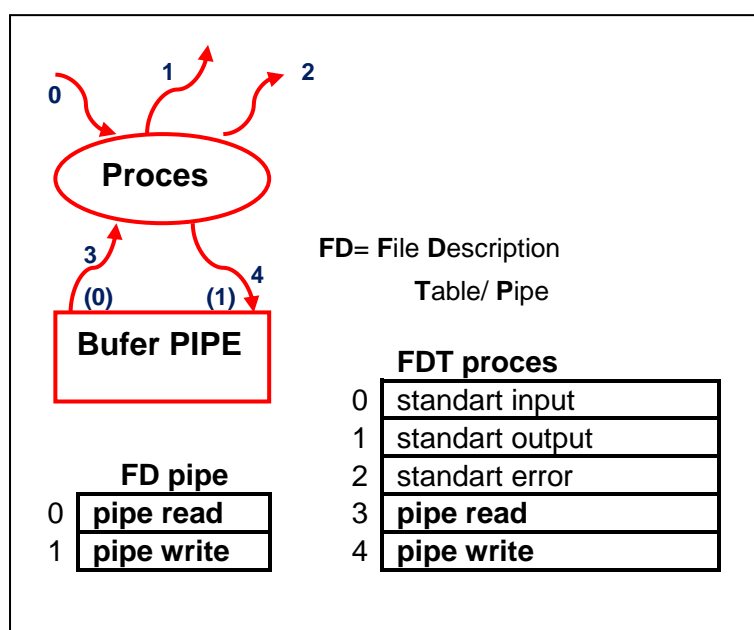 1
2
0
Proces
3
4
(0) (1)
Bufer PIPE
FD= File Description
Table/ Pipe
FDT proces
0 standart input
1 standart output
2 standart error
3 pipe read
4 pipe write
FD pipe
0 pipe read
1 pipe write